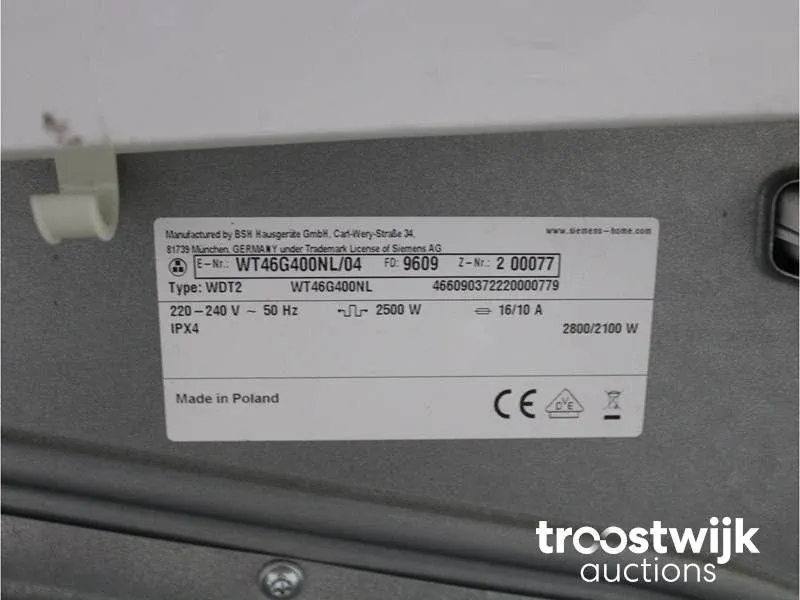 Manufactured by BSH Hausgeräte GmbH, Carl-Wery-Straße 34, www.siemens-home.com
81739 München, GERMANY under Trademark License of Siemens AG
E-Nr.: WT46G400NL/04 FD: 9609 Z-Nr.: 2 00077
Type: WDT2 WT46G400NL 466090372220000779
220-240 V ~ 50 Hz 2500 W 16/10 A
IPX4 2800/2100 W
Made in Poland CE DVE
troostwijk
auctions